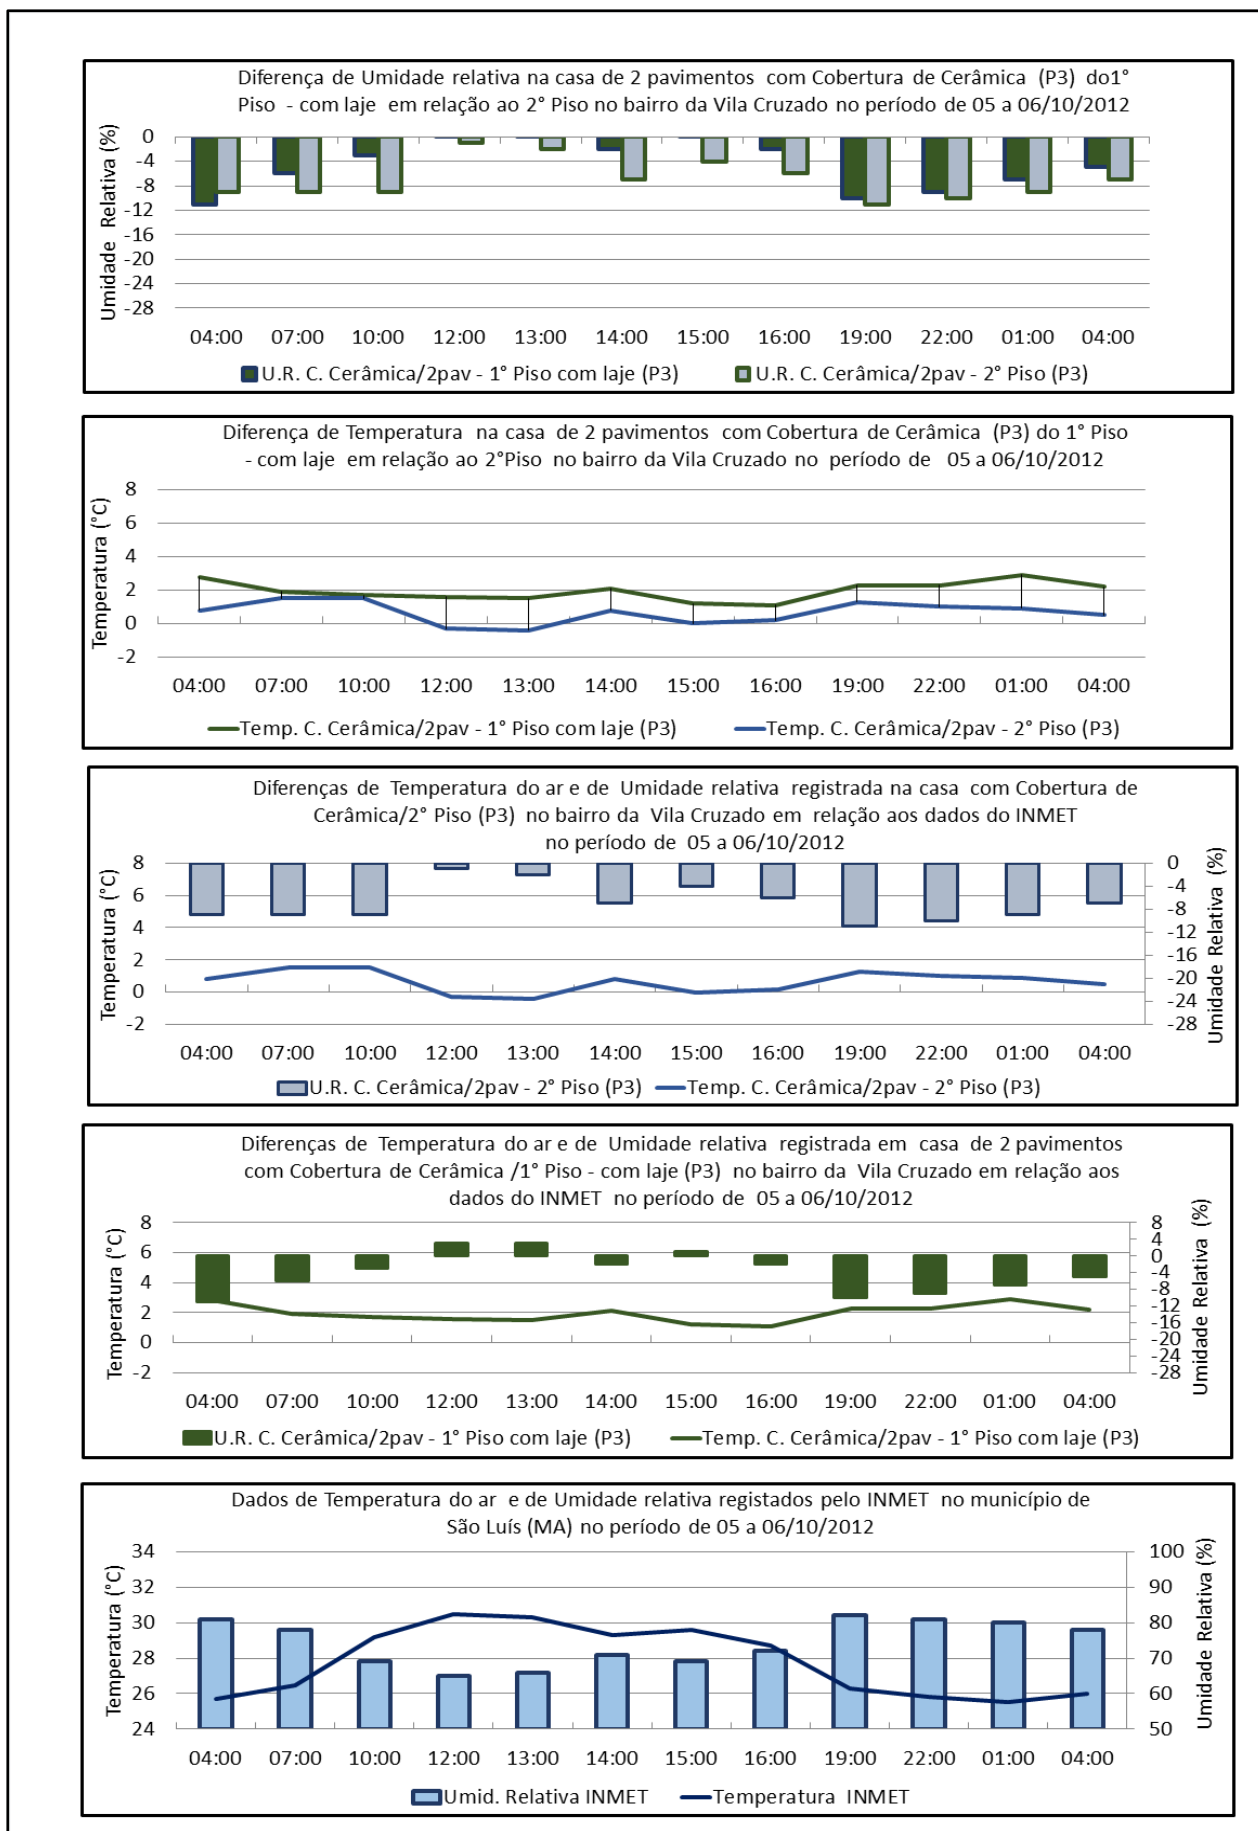 Diferença de Umidade relativa na casa de 2 pavimentos com Cobertura de Cerâmica (P3) do1°
Piso - com laje em relação ao 2° Piso no bairro da Vila Cruzado no período de 05 a 06/10/2012
Umidade Relativa (%)
0
-4
-8
-12
-16
-20
-24
-28
04:00 07:00 10:00 12:00 13:00 14:00 15:00 16:00 19:00 22:00 01:00 04:00
U.R. C. Cerâmica/2pav - 1° Piso com laje (P3) U.R. C. Cerâmica/2pav - 2° Piso (P3)
Diferença de Temperatura na casa de 2 pavimentos com Cobertura de Cerâmica (P3) do 1° Piso
- com laje em relação ao 2°Piso no bairro da Vila Cruzado no período de 05 a 06/10/2012
Temperatura (°C)
8
6
4
2
0
-2
04:00 07:00 10:00 12:00 13:00 14:00 15:00 16:00 19:00 22:00 01:00 04:00
Temp. C. Cerâmica/2pav - 1° Piso com laje (P3) Temp. C. Cerâmica/2pav - 2° Piso (P3)
Diferenças de Temperatura do ar e de Umidade relativa registrada na casa com Cobertura de
Cerâmica/2° Piso (P3) no bairro da Vila Cruzado em relação aos dados do INMET
no período de 05 a 06/10/2012
Temperatura (°C)
8
6
4
2
0
-2
0
-4
-8
-12
-16
-20
-24
-28
Umidade Relativa (%)
04:00 07:00 10:00 12:00 13:00 14:00 15:00 16:00 19:00 22:00 01:00 04:00
U.R. C. Cerâmica/2pav - 2° Piso (P3) Temp. C. Cerâmica/2pav - 2° Piso (P3)
Diferenças de Temperatura do ar e de Umidade relativa registrada em casa de 2 pavimentos
com Cobertura de Cerâmica /1° Piso - com laje (P3) no bairro da Vila Cruzado em relação aos
dados do INMET no período de 05 a 06/10/2012
Temperatura (°C)
8
6
4
2
0
-2
8
4
0
-4
-8
-12
-16
-20
-24
-28
Umidade Relativa (%)
04:00 07:00 10:00 12:00 13:00 14:00 15:00 16:00 19:00 22:00 01:00 04:00
U.R. C. Cerâmica/2pav - 1° Piso com laje (P3) Temp. C. Cerâmica/2pav - 1° Piso com laje (P3)
Dados de Temperatura do ar e de Umidade relativa registados pelo INMET no município de
São Luís (MA) no período de 05 a 06/10/2012
Temperatura (°C)
34
32
30
28
26
24
100
90
80
70
60
50
Umidade Relativa (%)
04:00 07:00 10:00 12:00 13:00 14:00 15:00 16:00 19:00 22:00 01:00 04:00
Umid. Relativa INMET Temperatura INMET